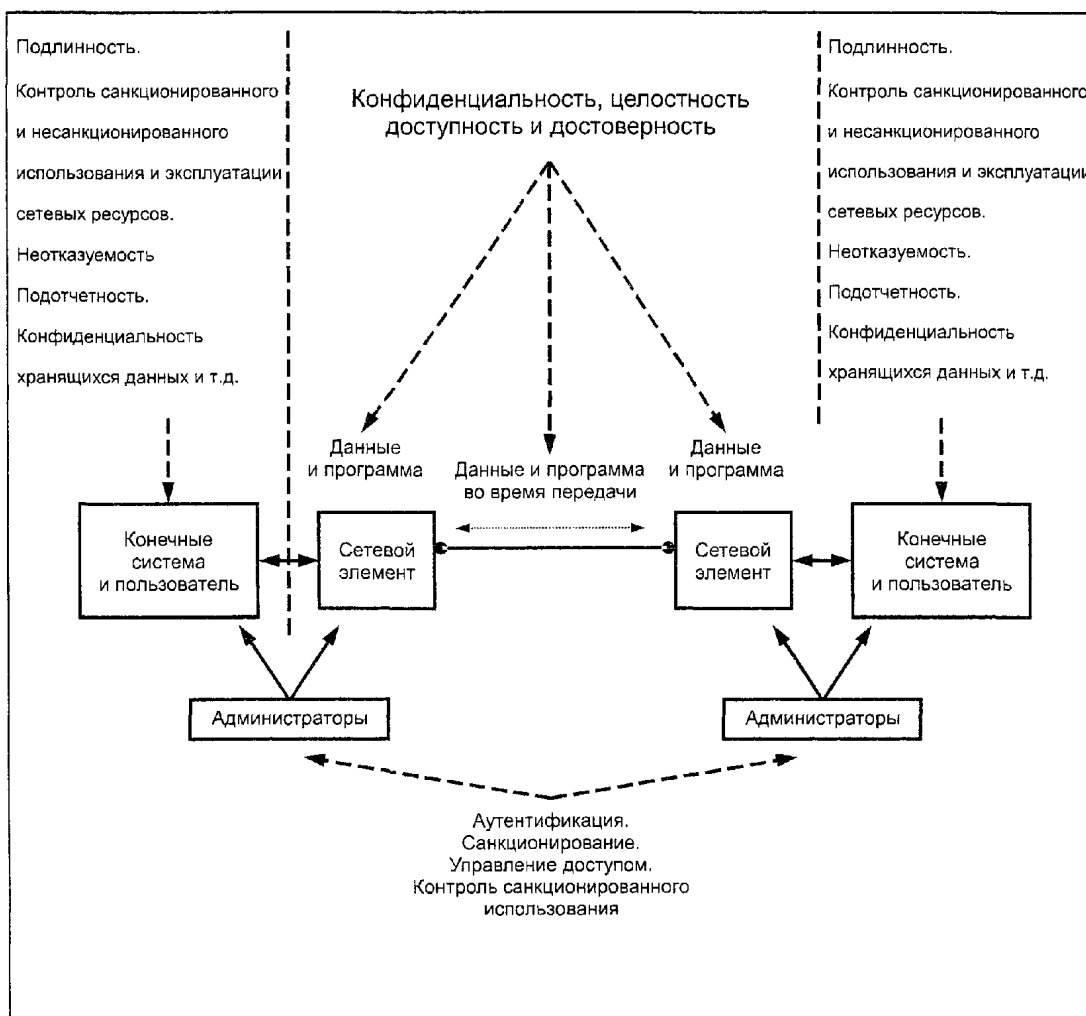 Подлинность.
Контроль санкционированного
и несанкционированного
использования и эксплуатации
сетевых ресурсов.
Неотказуемость
Подотчетность.
Конфиденциальность
хранящихся данных и т.д.
Конфиденциальность, целостность
доступность и достоверность
Подлинность.
Контроль санкционированного
и несанкционированного
использования и эксплуатации
сетевых ресурсов.
Неотказуемость.
Подотчетность.
Конфиденциальность
хранящихся данных и т.д.
Данные
и программа
Данные и программа
во время передачи
Данные
и программа
Конечные
система
и пользователь
Сетевой
элемент
Сетевой
элемент
Конечные
система
и пользователь
Администраторы
Администраторы
Аутентификация.
Санкционирование.
Управление доступом.
Контроль санкционированного
использования